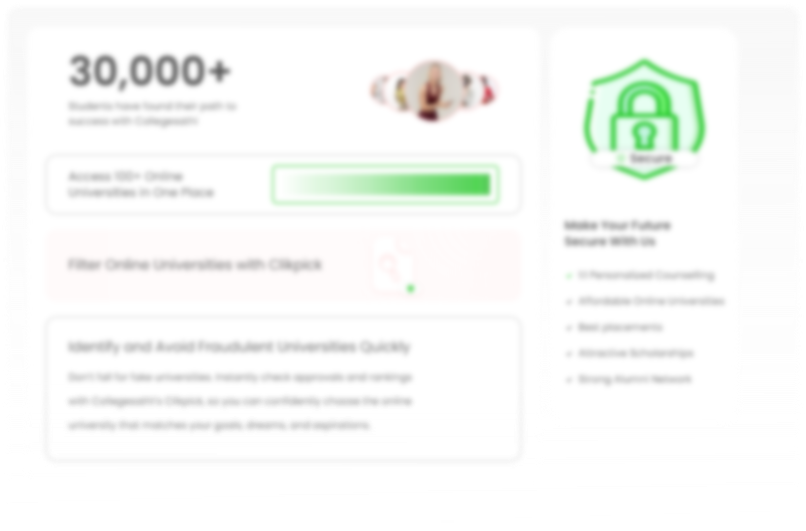 30,000+
Students have found their path to
success with Collegewahi
Access 100+ Online
Universities in One Place
Filter Online Universities with Clikpick
Identify and Avoid Fraudulent Universities Quickly
Don't fall for fake universities. Instantly check approvals and rankings
with Collegewahi's Clikpick, so you can confidently choose the online
university that matches your goals, dreams, and aspirations.
Secure
Make Your Future
Secure With Us
1:1 Personalized Counselling
Affordable Online Universities
Best placements
Attractive Scholarships
Strong Alumni Network